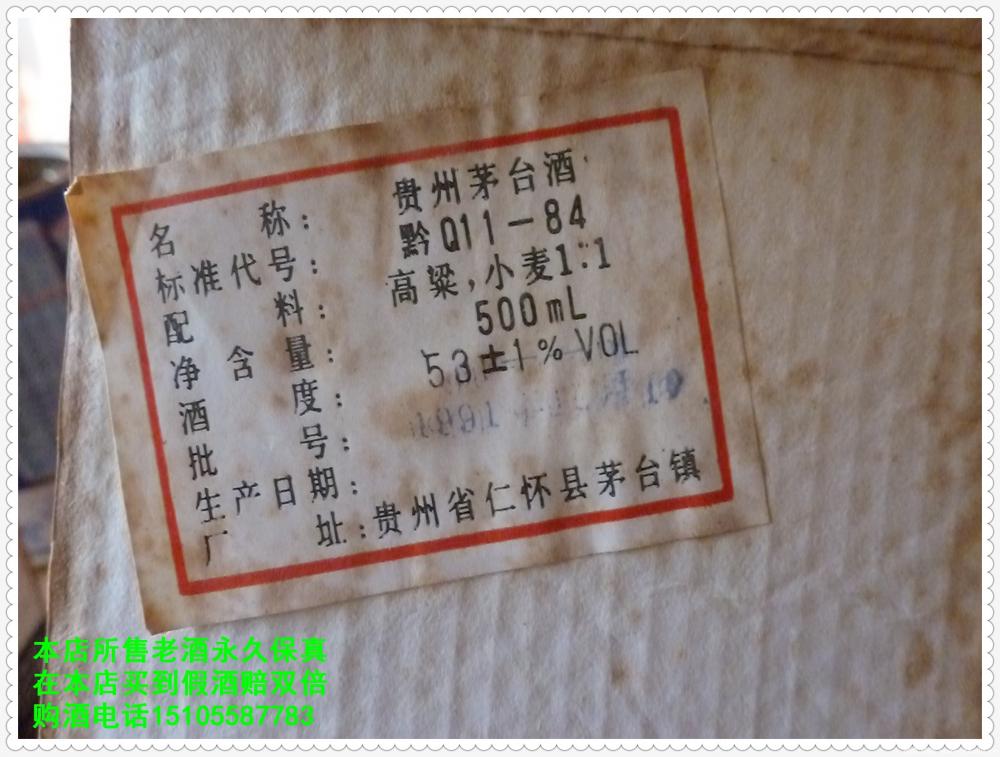 名 称： 贵州茅台酒
标准代号： 黔Q11－84
配 料： 高粱,小麦1:1
净 含 量： 500mL
酒 度： 53±1% VOL
批 号：
生产日期：
厂 址：贵州省仁怀县茅台镇
本店所售老酒永久保真
在本店买到假酒赔双倍
购酒电话15105587783